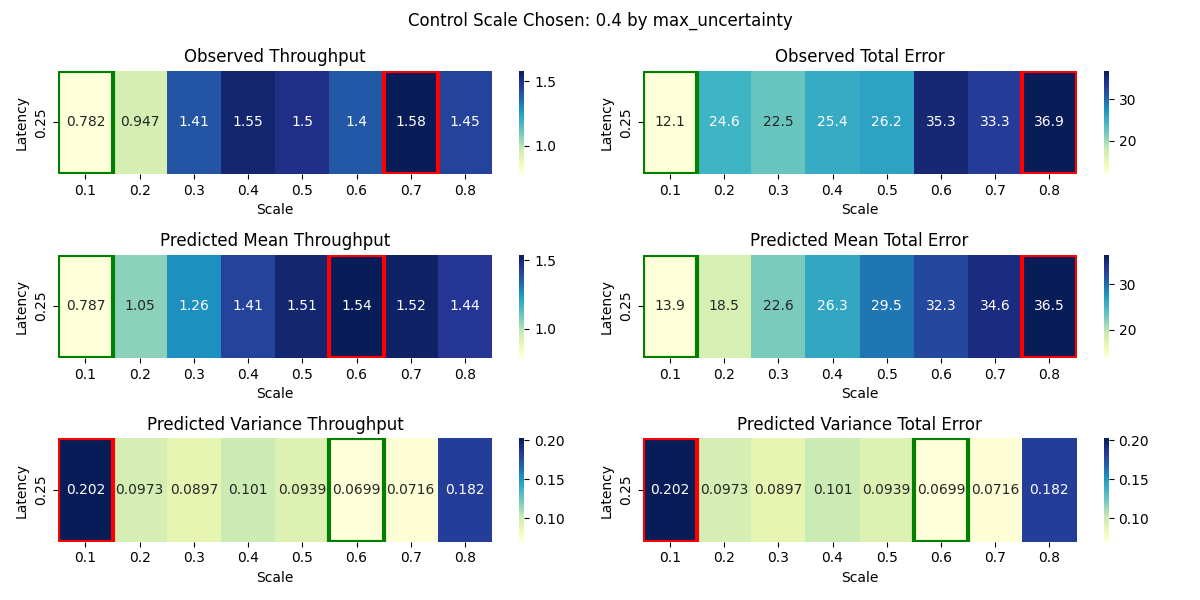 Control Scale Chosen: 0.4 by max_uncertainty
Observed Throughput
Latency
0.25
0.782 0.947 1.41 1.55 1.5 1.4 1.58 1.45
0.1 0.2 0.3 0.4 0.5 0.6 0.7 0.8
Scale
1.5
1.0
Observed Total Error
Latency
0.25
12.1 24.6 22.5 25.4 26.2 35.3 33.3 36.9
0.1 0.2 0.3 0.4 0.5 0.6 0.7 0.8
Scale
30
20
Predicted Mean Throughput
Latency
0.25
0.787 1.05 1.26 1.41 1.51 1.54 1.52 1.44
0.1 0.2 0.3 0.4 0.5 0.6 0.7 0.8
Scale
1.5
1.0
Predicted Mean Total Error
Latency
0.25
13.9 18.5 22.6 26.3 29.5 32.3 34.6 36.5
0.1 0.2 0.3 0.4 0.5 0.6 0.7 0.8
Scale
30
20
Predicted Variance Throughput
Latency
0.25
0.202 0.0973 0.0897 0.101 0.0939 0.0699 0.0716 0.182
0.1 0.2 0.3 0.4 0.5 0.6 0.7 0.8
Scale
0.20
0.15
0.10
Predicted Variance Total Error
Latency
0.25
0.202 0.0973 0.0897 0.101 0.0939 0.0699 0.0716 0.182
0.1 0.2 0.3 0.4 0.5 0.6 0.7 0.8
Scale
0.20
0.15
0.10